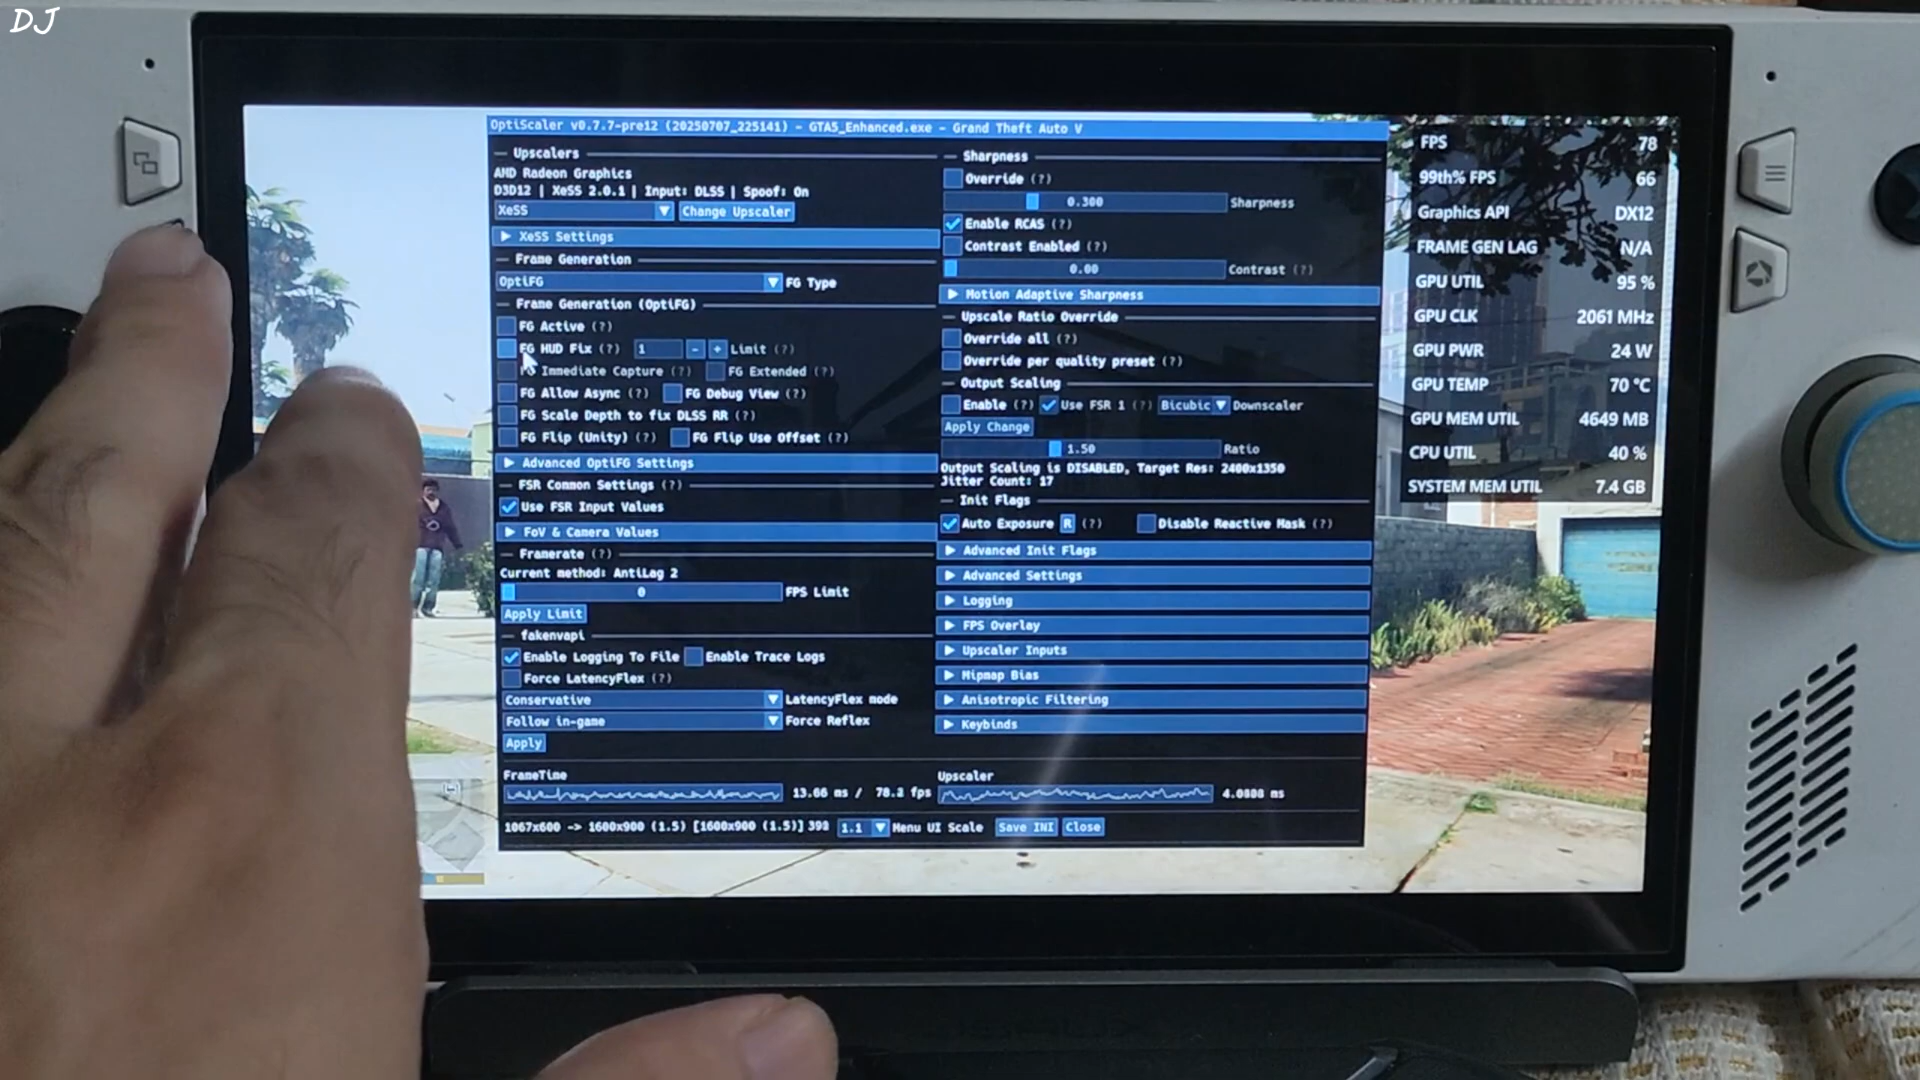 DJ
OptiScaler v0.7.7-pre12 (20250707_225141) - GTA5_Enhanced.exe - Grand Theft Auto V
Upscalers
AMD Radeon Graphics
D3D12 | XeSS 2.0.1 | Input: DLSS | Spoof: On
XeSS Change Upscaler
XeSS Settings
Frame Generation
OptiFG FG Type
Frame Generation (OptiFG)
FG Active (?)
FG HUD Fix (?) 1 - + Limit (?)
Immediate Capture (?) FG Extended (?)
FG Allow Async (?) FG Debug View (?)
FG Scale Depth to fix DLSS RR (?)
FG Flip (Unity) (?) FG Flip Use Offset (?)
Advanced OptiFG Settings
FSR Common Settings (?)
Use FSR Input Values
FoV & Camera Values
Framerate (?)
Current method: AntiLag 2
0 FPS Limit
Apply Limit
fakenvapi
Enable Logging To File Enable Trace Logs
Force LatencyFlex (?)
Conservative LatencyFlex mode
Follow in-game Force Reflex
Apply
FrameTime
13.66 ms / 78.2 fps
Sharpness
Override (?)
0.300 Sharpness
Enable RCAS (?)
Contrast Enabled (?)
0.00 Contrast (?)
Motion Adaptive Sharpness
Upscale Ratio Override
Override all (?)
Override per quality preset (?)
Output Scaling
Enable (?) Use FSR 1 (?) Bicubic Downscaler
Apply Change
1.50 Ratio
Output Scaling is DISABLED, Target Res: 2400x1350
Jitter Count: 17
Init Flags
Auto Exposure R (?) Disable Reactive Mask (?)
Advanced Init Flags
Advanced Settings
Logging
FPS Overlay
Upscaler Inputs
Mipmap Bias
Anisotropic Filtering
Keybinds
Upscaler
ms
1067x600 -> 1600x900 (1.5) [1600x900 (1.5)] 1.1 Menu UI Scale Save INI Close
FPS 78
99th% FPS 66
Graphics API DX12
FRAME GEN LAG N/A
GPU UTIL 95 %
GPU CLK 2061 MHz
GPU PWR 24 W
GPU TEMP 70 °C
GPU MEM UTIL 4649 MB
CPU UTIL 40 %
SYSTEM MEM UTIL 7.4 GB